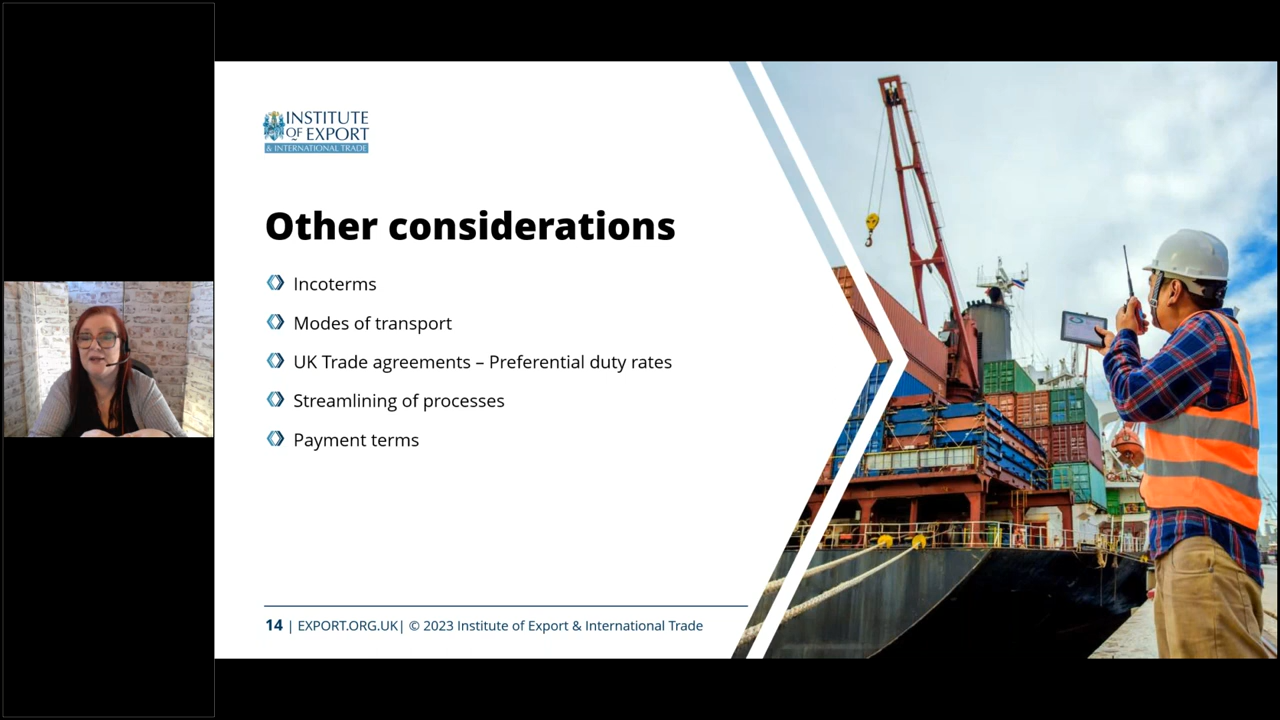 INSTITUTE
OF EXPORT
& INTERNATIONAL TRADE
Other considerations
Incoterms
Modes of transport
UK Trade agreements – Preferential duty rates
Streamlining of processes
Payment terms
14 | EXPORT.ORG.UK| © 2023 Institute of Export & International Trade